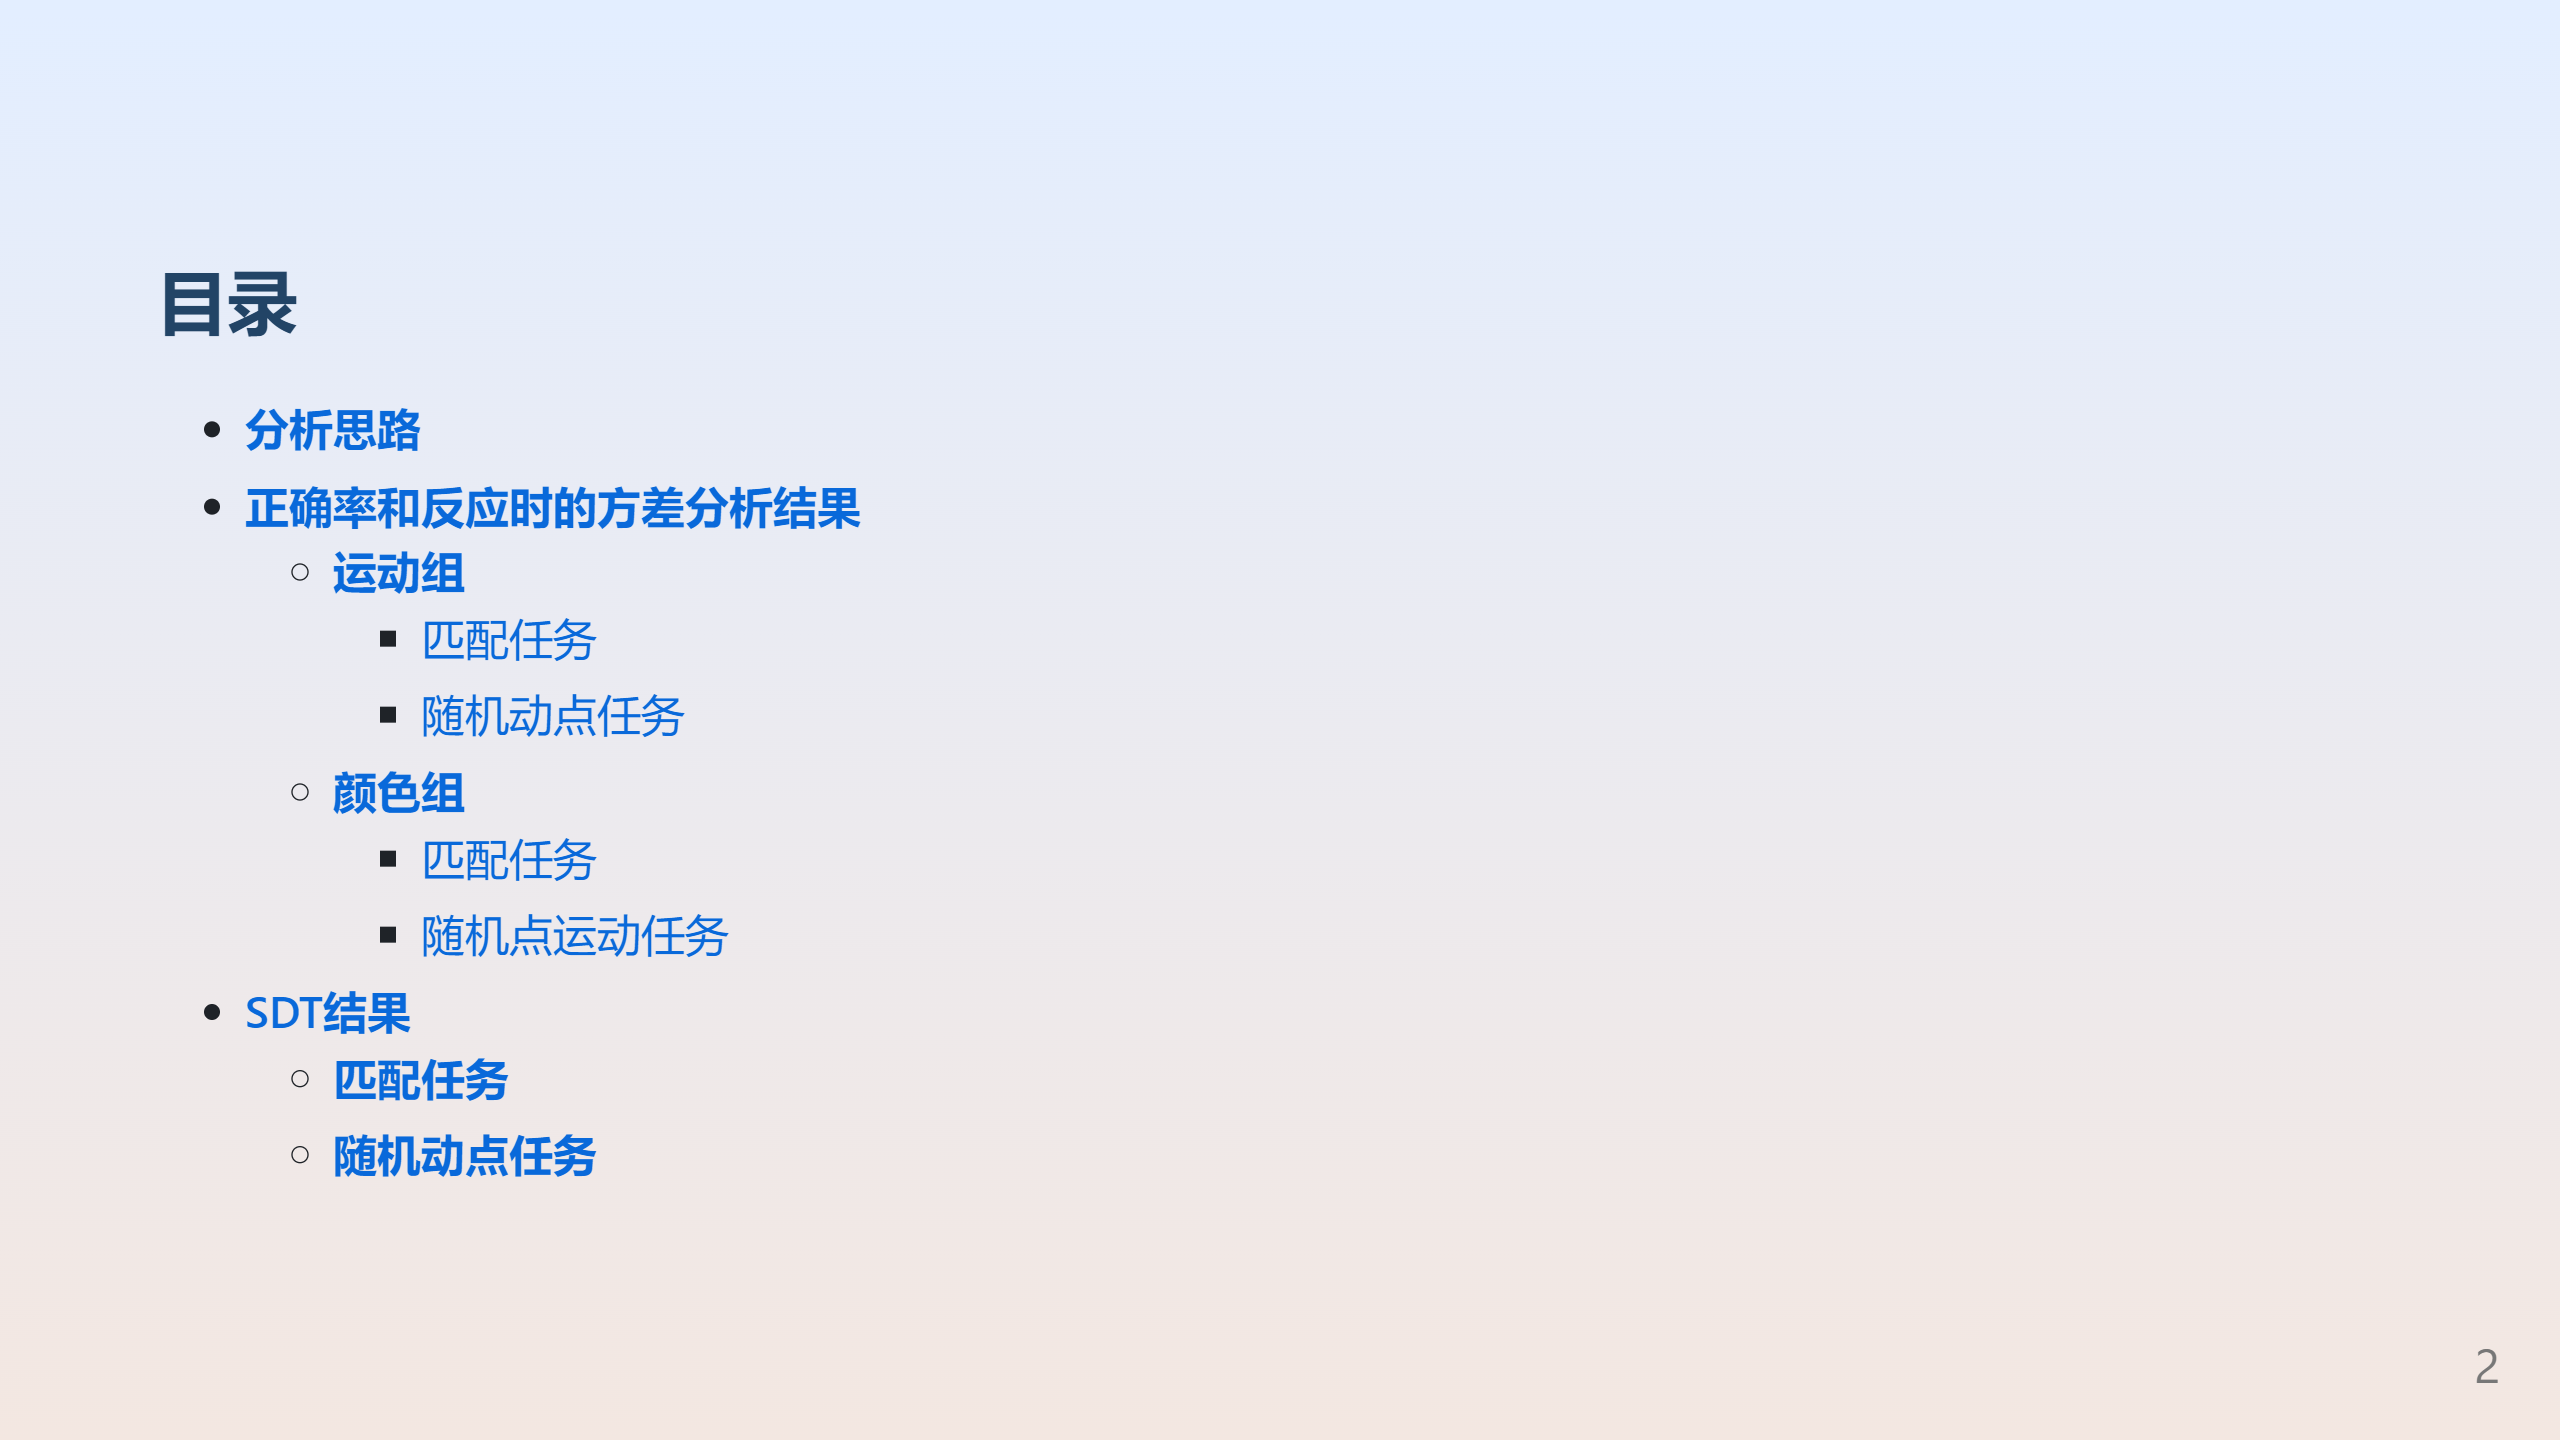 目录
分析思路
正确率和反应时的方差分析结果
运动组
匹配任务
随机动点任务
颜色组
匹配任务
随机点运动任务
SDT结果
匹配任务
随机动点任务
2